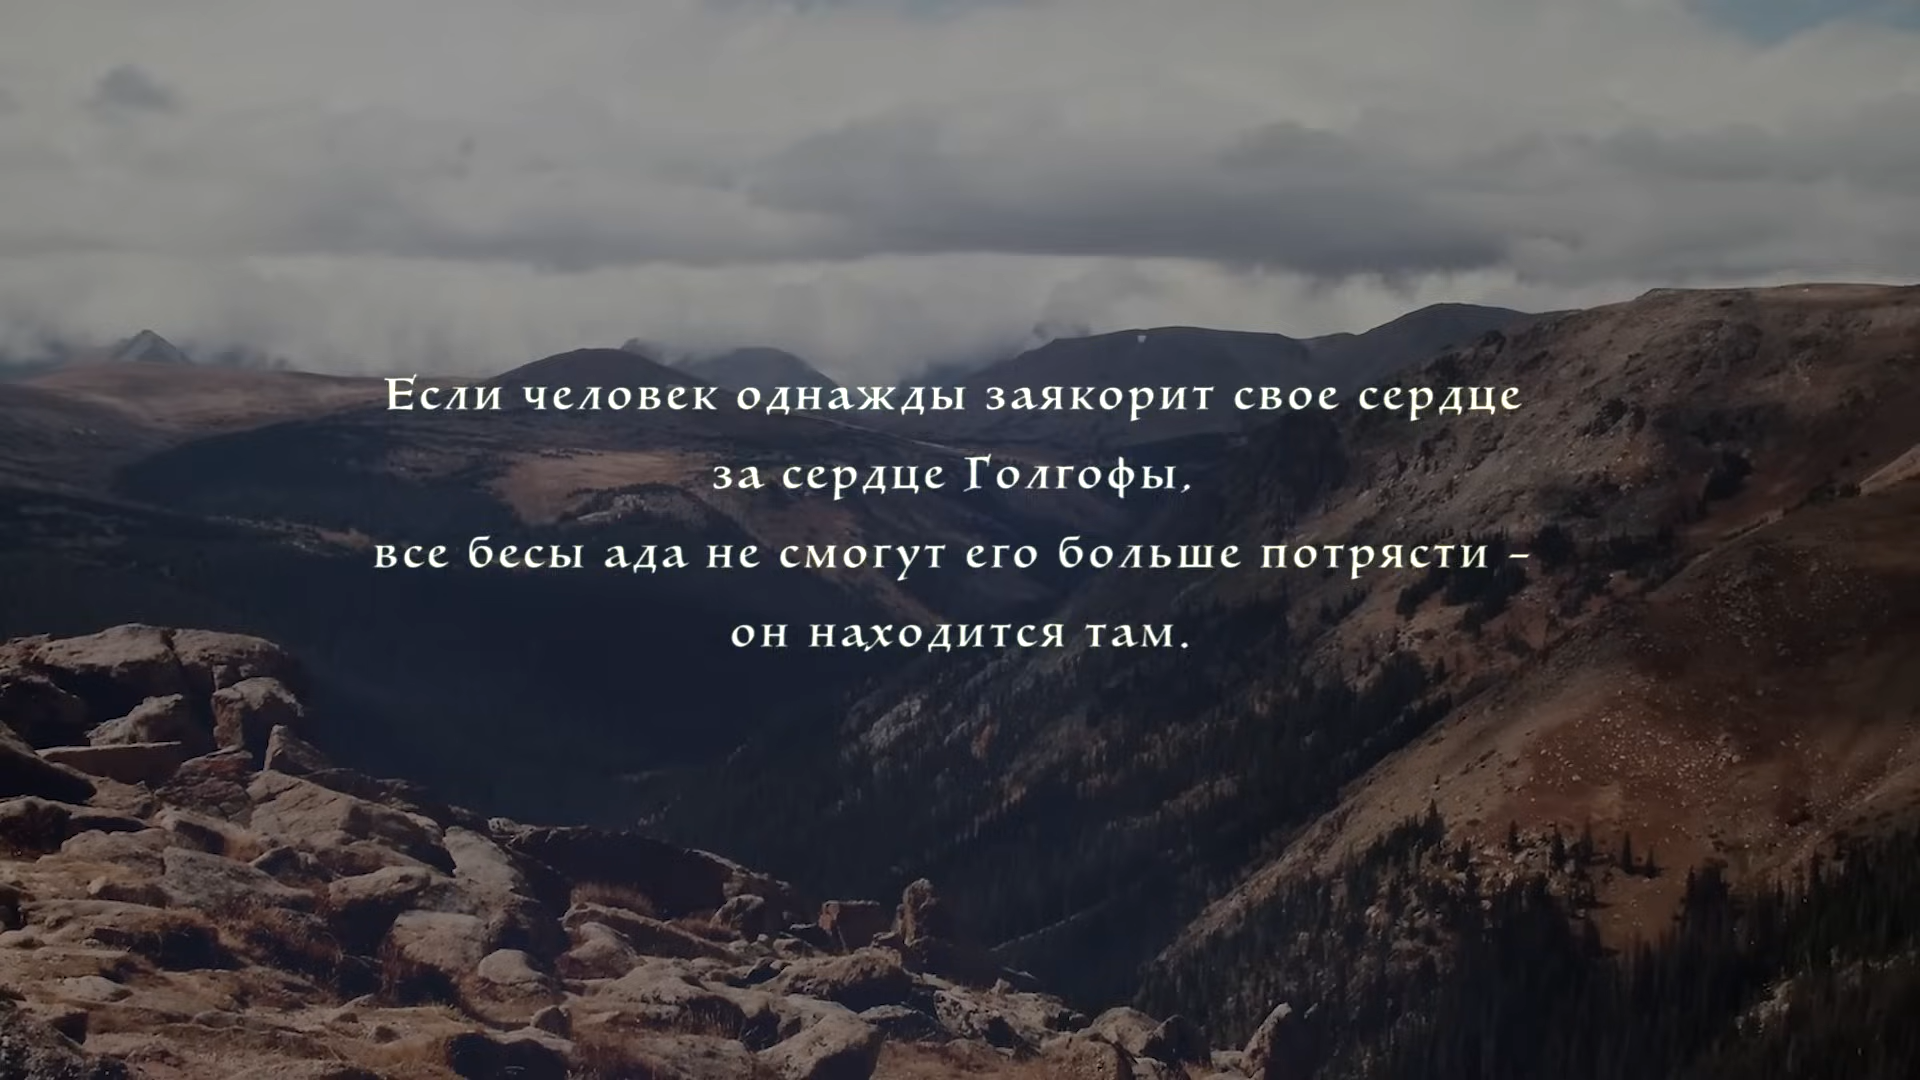 Если человек однажды заякорит свое сердце
за сердце Голгофы,
все бесы ада не смогут его больше потрясти –
он находится там.